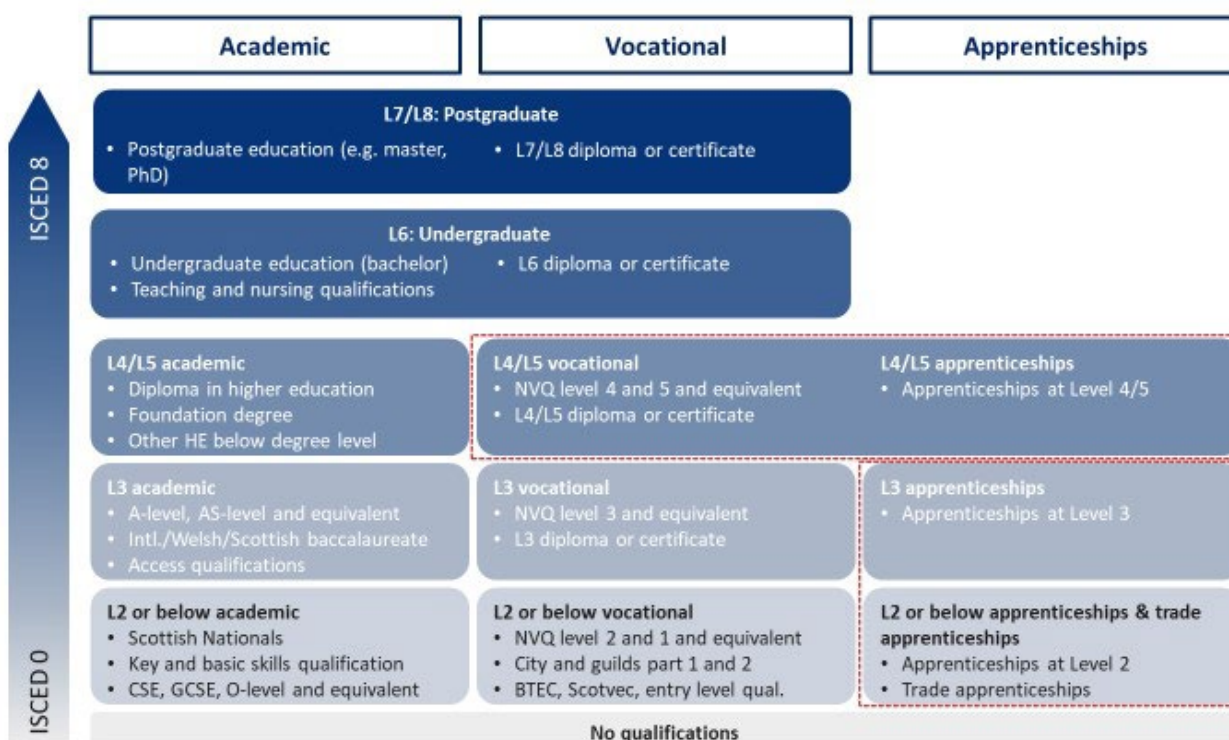 Academic
Vocational
Apprenticeships
ISCED 8
ISCED 0
L7/L8: Postgraduate
• Postgraduate education (e.g. master,
PhD)
• L7/L8 diploma or certificate
L6: Undergraduate
• Undergraduate education (bachelor)
• Teaching and nursing qualifications
• L6 diploma or certificate
L4/L5 academic
• Diploma in higher education
• Foundation degree
• Other HE below degree level
L4/L5 vocational
• NVQ level 4 and 5 and equivalent
• L4/L5 diploma or certificate
L4/L5 apprenticeships
• Apprenticeships at Level 4/5
L3 academic
• A-level, AS-level and equivalent
• Intl./Welsh/Scottish baccalaureate
• Access qualifications
L3 vocational
• NVQ level 3 and equivalent
• L3 diploma or certificate
L3 apprenticeships
• Apprenticeships at Level 3
L2 or below academic
• Scottish Nationals
• Key and basic skills qualification
• CSE, GCSE, O-level and equivalent
L2 or below vocational
• NVQ level 2 and 1 and equivalent
• City and guilds part 1 and 2
• BTEC, Scotvec, entry level qual.
L2 or below apprenticeships & trade
apprenticeships
• Apprenticeships at Level 2
• Trade apprenticeships
No qualifications